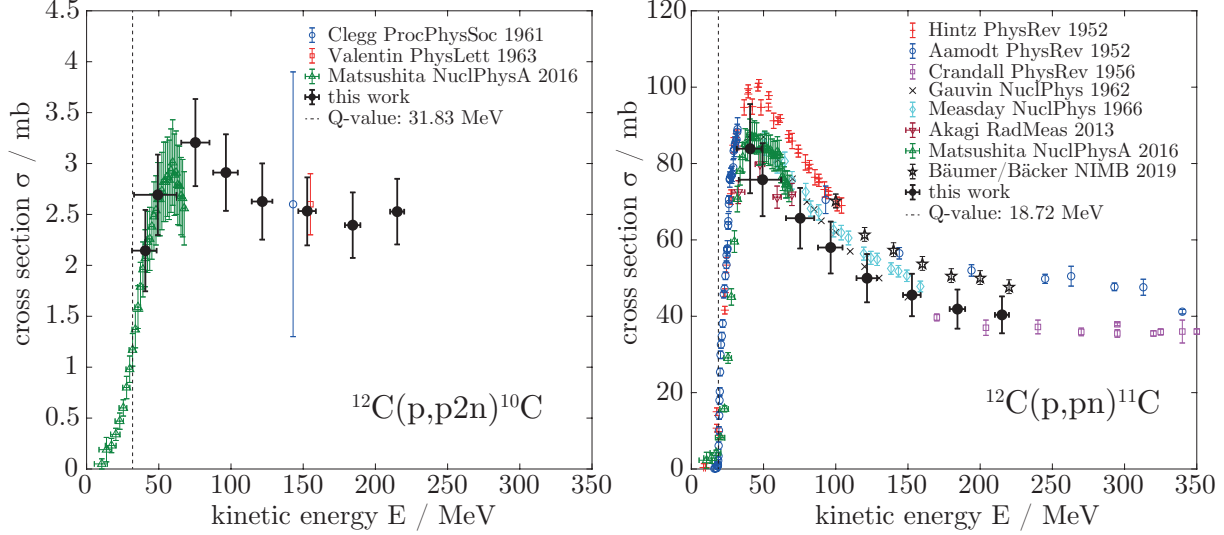 4.5
4
3.5
3
2.5
2
1.5
1
0.5
0
cross section σ / mb
0 50 100 150 200 250 300 350
kinetic energy E / MeV
Clegg ProcPhysSoc 1961
Valentin PhysLett 1963
Matsushita NuclPhysA 2016
this work
Q-value: 31.83 MeV
¹²C(p,p2n)¹⁰C
120
100
80
60
40
20
0
cross section σ / mb
0 50 100 150 200 250 300 350
kinetic energy E / MeV
Hintz PhysRev 1952
Aamodt PhysRev 1952
Crandall PhysRev 1956
Gauvin NuclPhys 1962
Measday NuclPhys 1966
Akagi RadMeas 2013
Matsushita NuclPhysA 2016
Bäumer/Bäcker NIMB 2019
this work
Q-value: 18.72 MeV
¹²C(p,pn)¹¹C